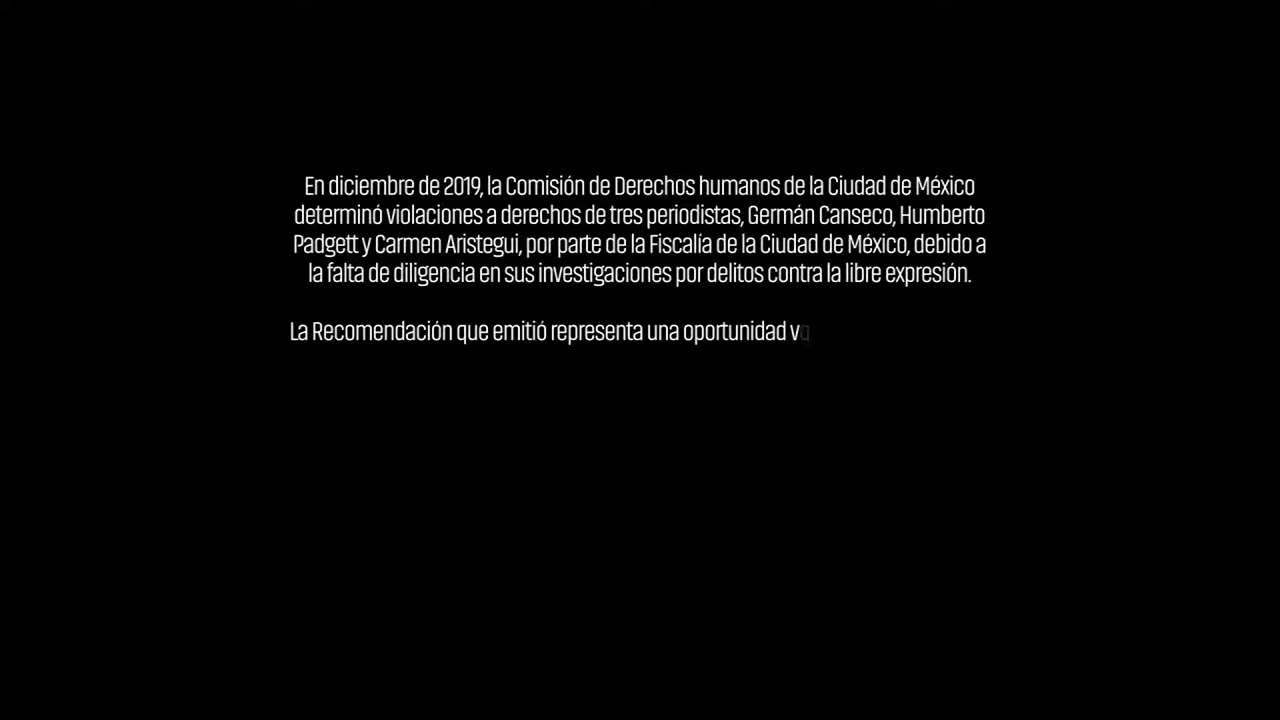 En diciembre de 2019, la Comisión de Derechos humanos de la Ciudad de México
determinó violaciones a derechos de tres periodistas, Germán Canseco, Humberto
Padgett y Carmen Aristegui, por parte de la Fiscalía de la Ciudad de México, debido a
la falta de diligencia en sus investigaciones por delitos contra la libre expresión.
La Recomendación que emitió representa una oportunidad